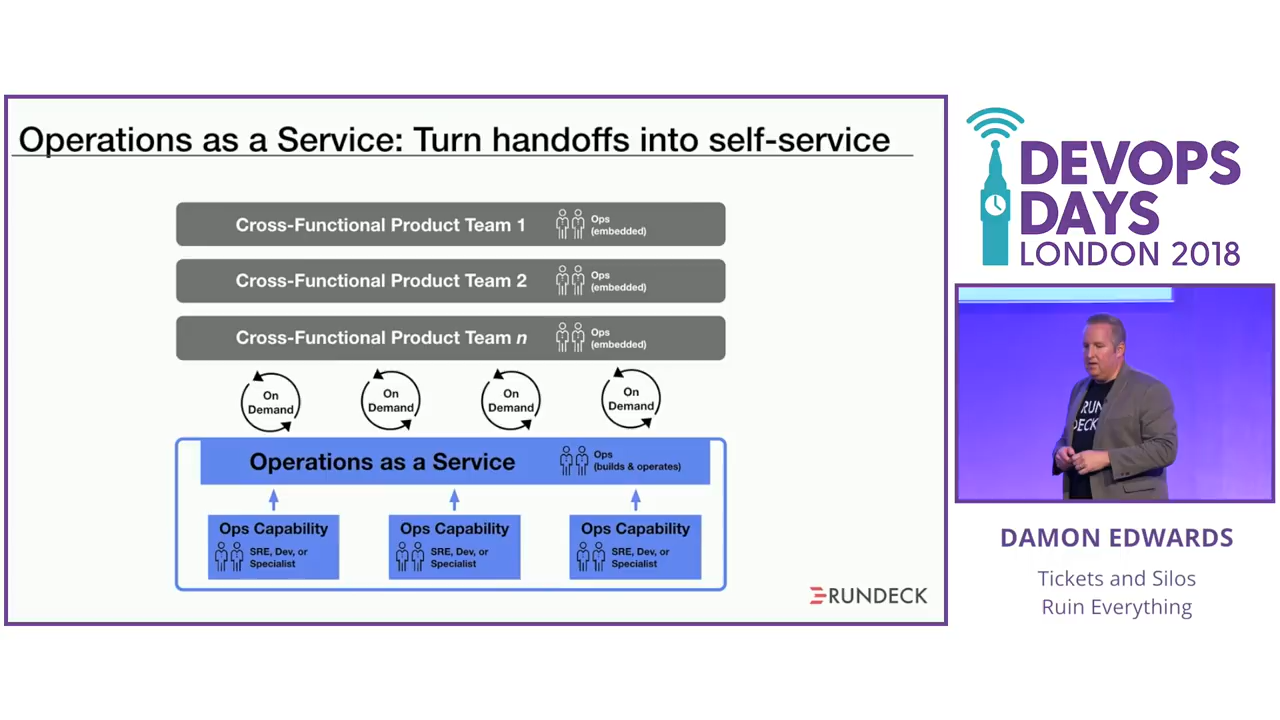 Operations as a Service: Turn handoffs into self-service
Cross-Functional Product Team 1
Ops
(embedded)
Cross-Functional Product Team 2
Ops
(embedded)
Cross-Functional Product Team n
Ops
(embedded)
On
Demand
On
Demand
On
Demand
On
Demand
Operations as a Service
Ops
(builds & operates)
Ops Capability
SRE, Dev, or
Specialist
Ops Capability
SRE, Dev, or
Specialist
Ops Capability
SRE, Dev, or
Specialist
RUNDECK
DEVOPS
DAYS
LONDON 2018
RUN
DECK
DAMON EDWARDS
Tickets and Silos
Ruin Everything